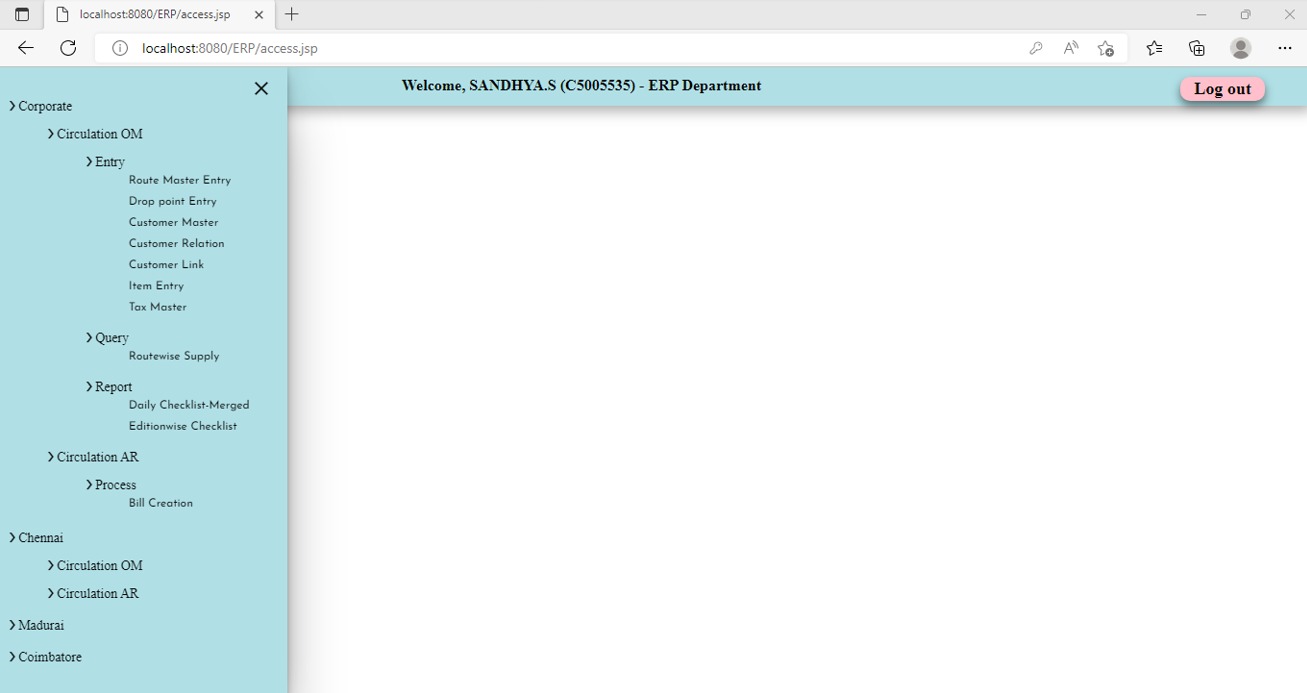 localhost:8080/ERP/access.jsp
localhost:8080/ERP/access.jsp
Welcome, SANDHYA.S (C5005535) - ERP Department
Log out
Corporate
Circulation OM
Entry
Route Master Entry
Drop point Entry
Customer Master
Customer Relation
Customer Link
Item Entry
Tax Master
Query
Routewise Supply
Report
Daily Checklist-Merged
Editionwise Checklist
Circulation AR
Process
Bill Creation
Chennai
Circulation OM
Circulation AR
Madurai
Coimbatore